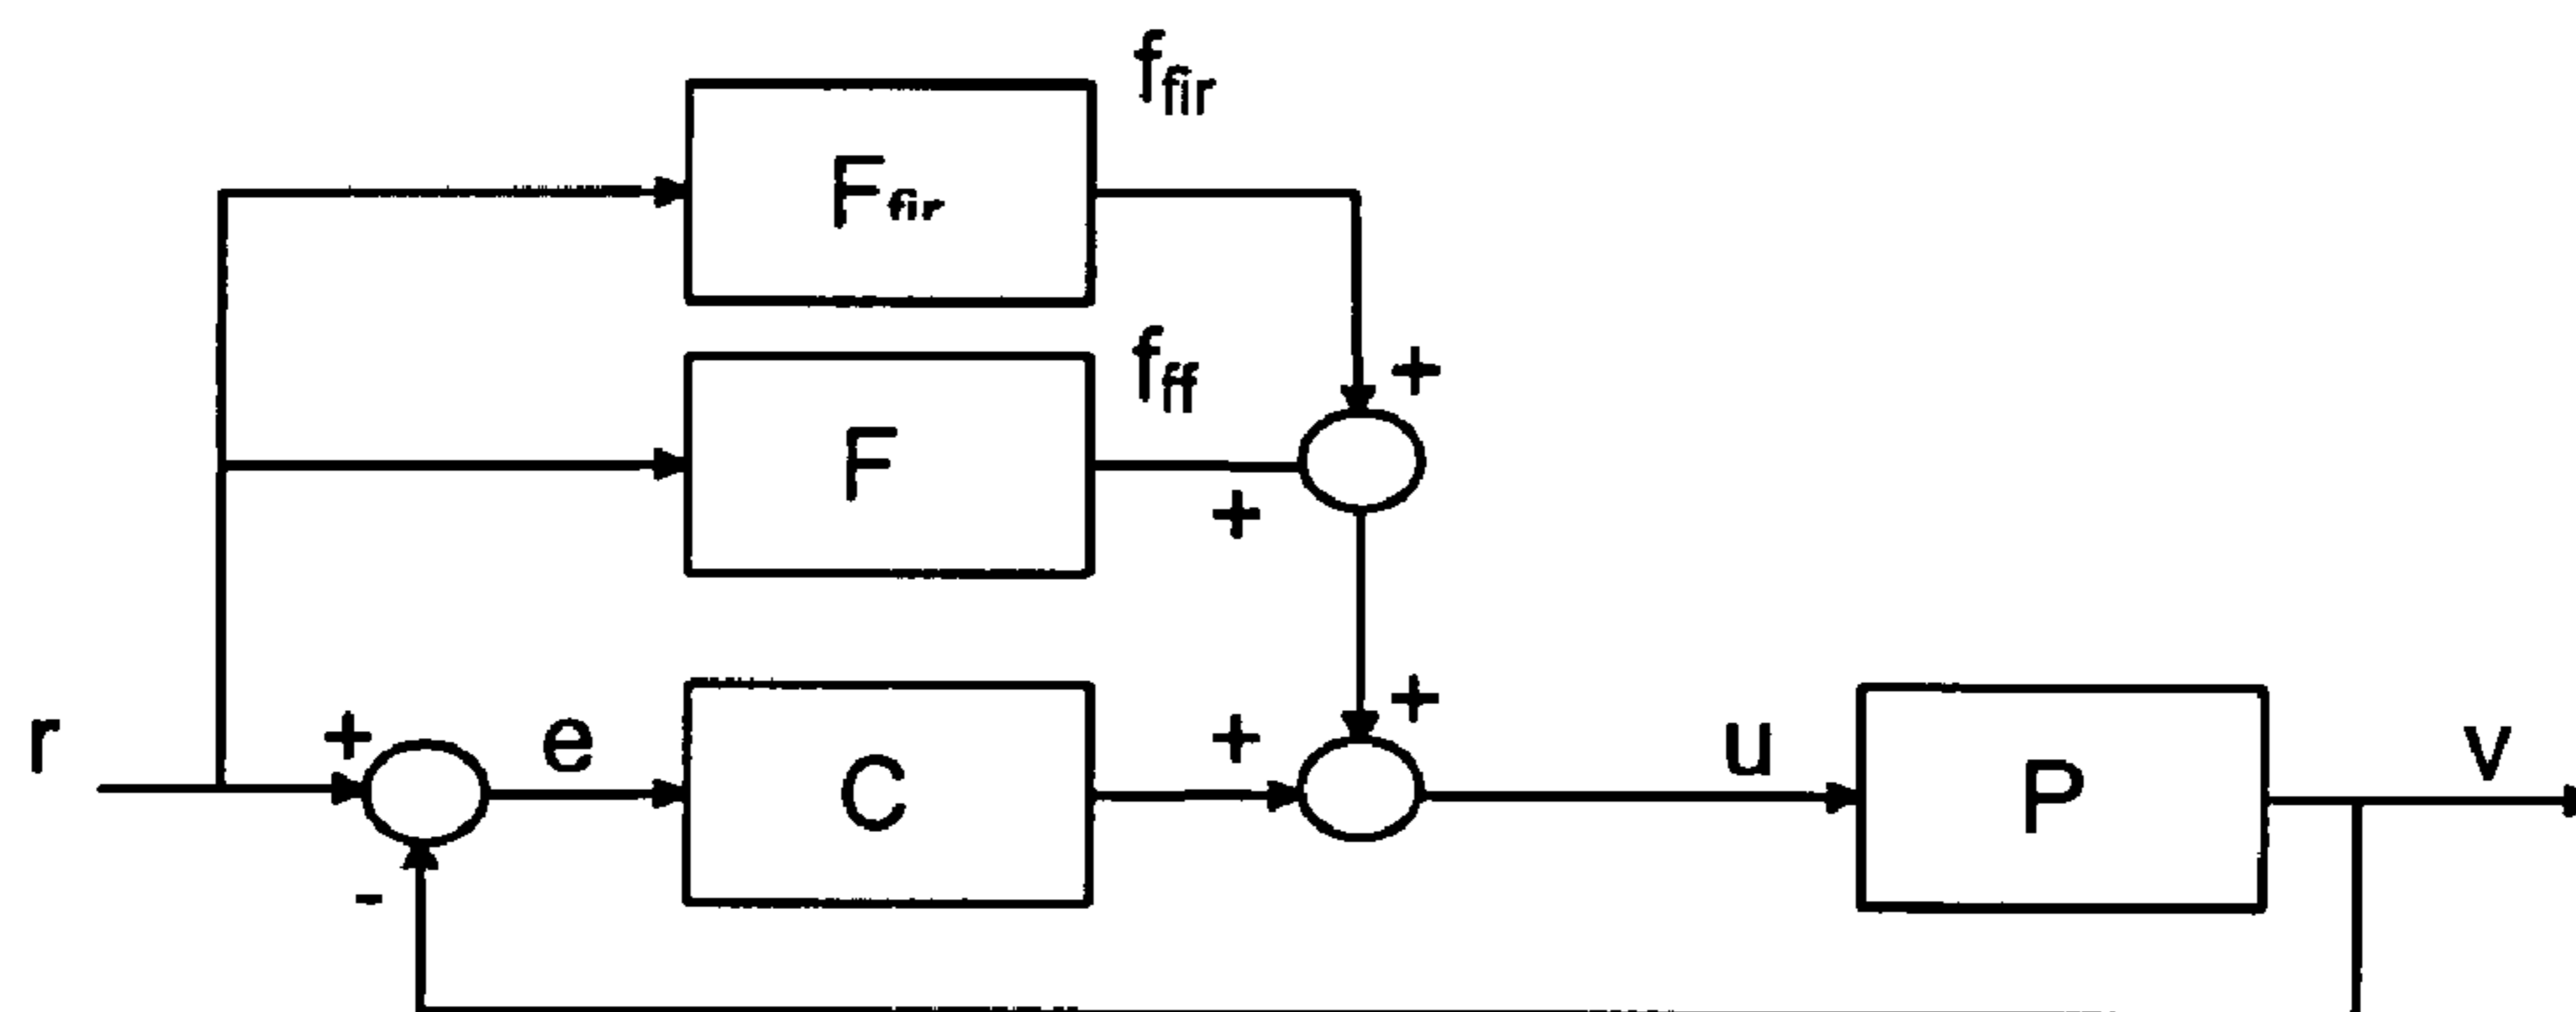 f_fir
F_fir
f_ff
+
F
+
+
r + e C + u P v
-